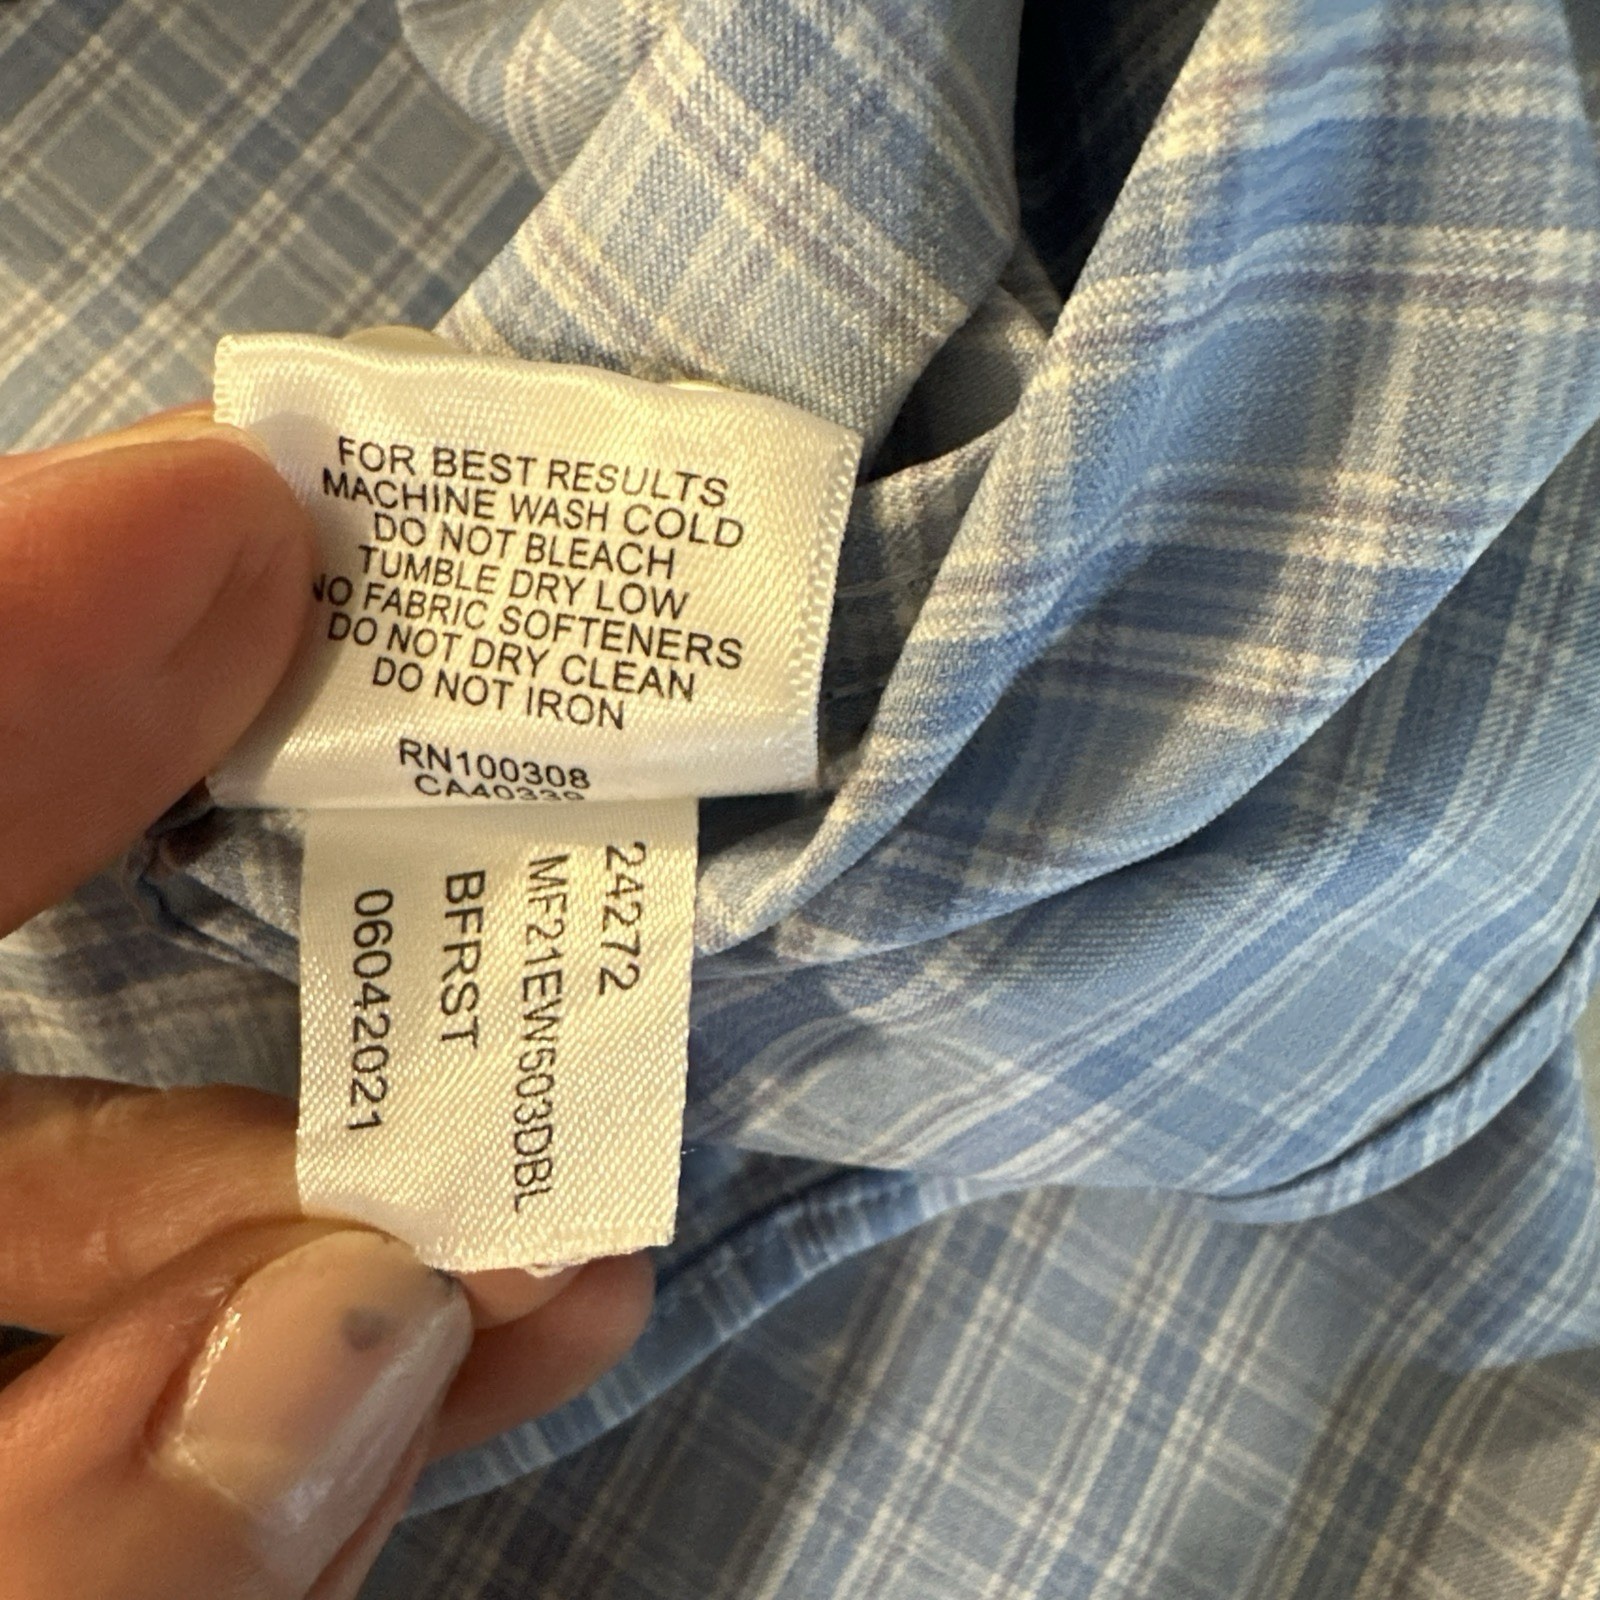 FOR BEST RESULTS
MACHINE WASH COLD
DO NOT BLEACH
TUMBLE DRY LOW
NO FABRIC SOFTENERS
DO NOT DRY CLEAN
DO NOT IRON
RN100308
CA40339
24272
MF21EW503DBL
BFRST
06042021